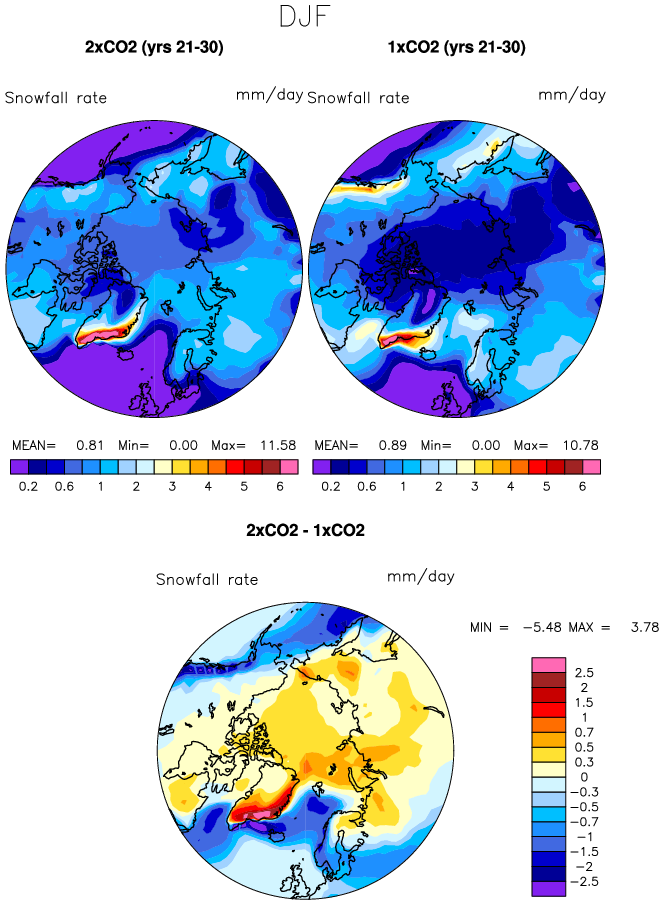 DJF
2xCO2 (yrs 21-30) 1xCO2 (yrs 21-30)
Snowfall rate mm/day Snowfall rate mm/day
MEAN= 0.81 Min= 0.00 Max= 11.58 MEAN= 0.89 Min= 0.00 Max= 10.78
0.2 0.6 1 2 3 4 5 6 0.2 0.6 1 2 3 4 5 6
2xCO2 - 1xCO2
Snowfall rate mm/day
MIN = -5.48 MAX = 3.78
2.5
2
1.5
1
0.7
0.5
0.3
0
-0.3
-0.5
-0.7
-1
-1.5
-2
-2.5